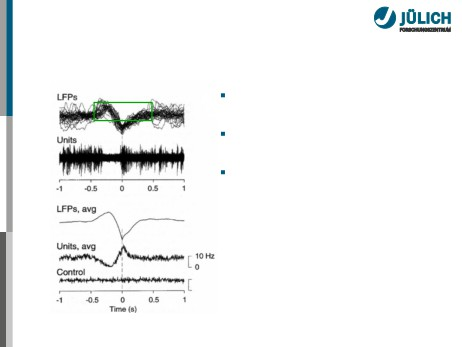 JÜLICH
FORSCHUNGSZENTRUM
LFPs
Units
-1 -0.5 0 0.5 1
LFPs, avg
Units, avg
10 Hz
0
Control
-1 -0.5 0 0.5 1
Time (s)